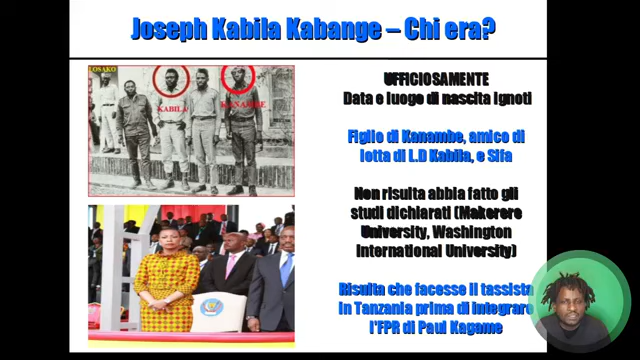 Joseph Kabila Kabange – Chi era?
LOSAKO
KABILA
KANAMBE
UFFICIOSAMENTE
Data e luogo di nascita ignoti
Figlio di Kanambe, amico di
lotta di L.D Kabila, e Sifa
Non risulta abbia fatto gli
studi dichiarati (Makerere
University, Washington
International University)
Risulta che facesse il tassista
in Tanzania prima di integrare
l'FPR di Paul Kagame